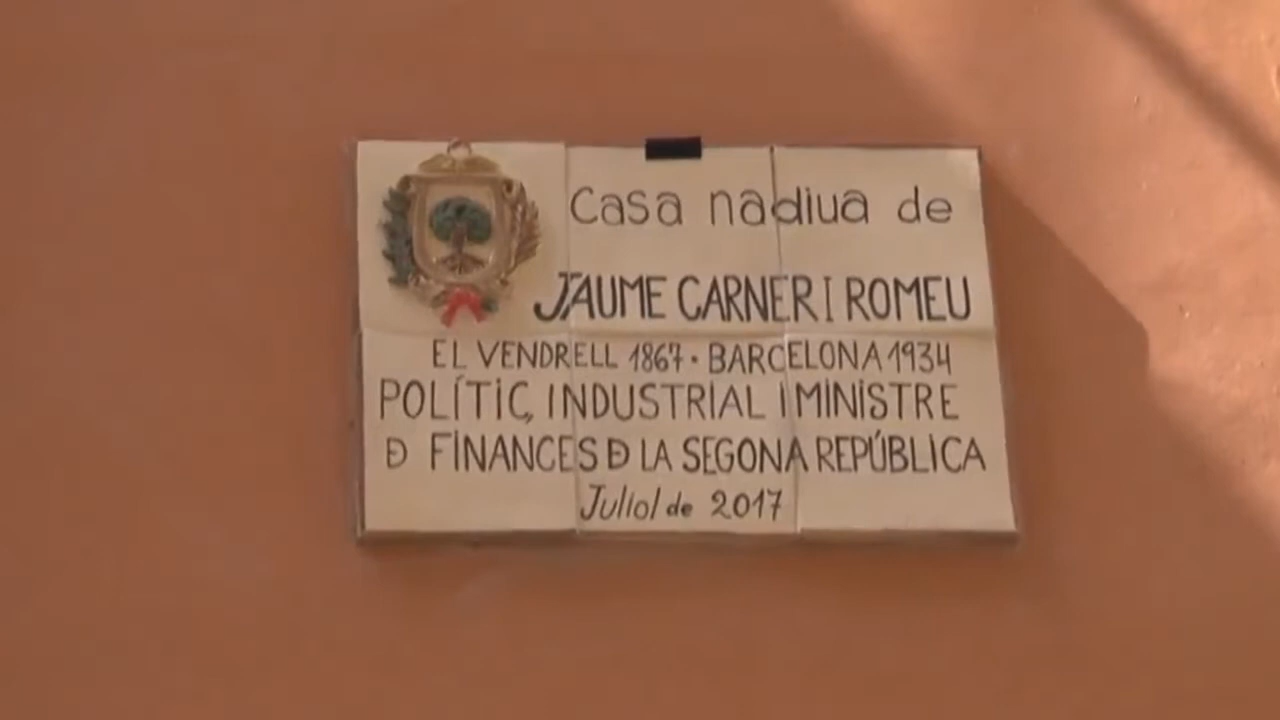 Casa nadiua de
JAUME CARNER I ROMEU
EL VENDRELL 1867 · BARCELONA 1934
POLÍTIC, INDUSTRIAL I MINISTRE
Đ FINANCES Đ LA SEGONA REPÚBLICA
Juliol de 2017